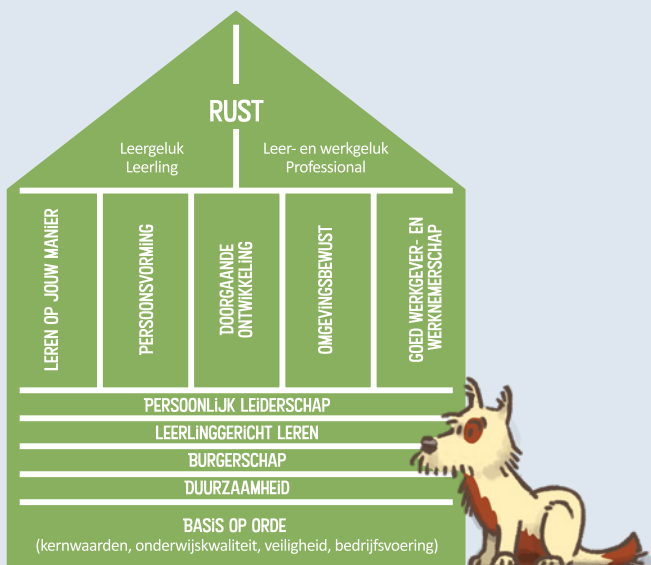 RUST
Leergeluk
Leerling
Leer- en werkgeluk
Professional
LEREN OP JOUW MANIER
PERSOONSVORMING
DOORGAANDE
ONTWIKKELING
OMGEVINGSBEWUST
GOED WERKGEVER- EN
WERKNEMERSCHAP
PERSOONLIJK LEIDERSCHAP
LEERLINGGERICHT LEREN
BURGERSCHAP
DUURZAAMHEID
BASIS OP ORDE
(kernwaarden, onderwijskwaliteit, veiligheid, bedrijfsvoering)